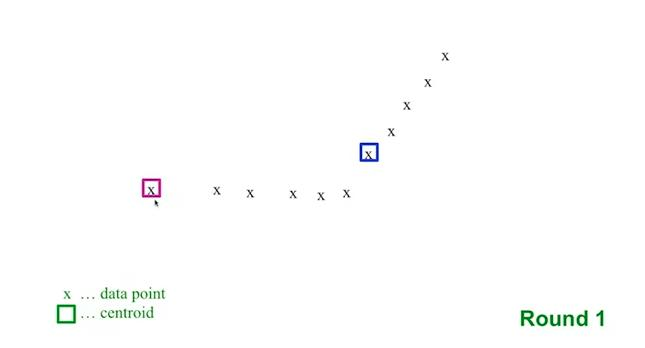 x
x
x
x
x
x
x x x x x x
x … data point
… centroid
Round 1